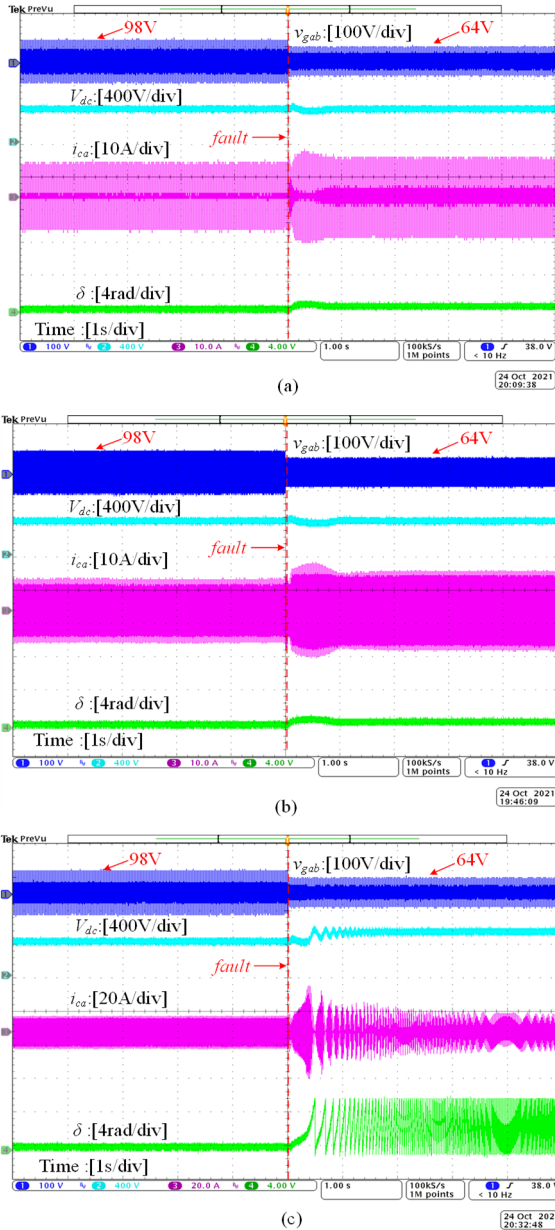 Tek PreVu
98V
v_gab:[100V/div]
64V
V_dc:[400V/div]
fault
i_ca:[10A/div]
δ:[4rad/div]
Time :[1s/div]
1 100 V 2 400 V 3 10.0 A 4 4.00 V 1.00 s 100kS/s 1M points 1 38.0 V < 10 Hz
24 Oct 2021
20:09:38
(a)
Tek PreVu
98V
v_gab:[100V/div]
64V
V_dc:[400V/div]
fault
i_ca:[10A/div]
δ:[4rad/div]
Time :[1s/div]
1 100 V 2 400 V 3 10.0 A 4 4.00 V 1.00 s 100kS/s 1M points 1 38.0 V < 10 Hz
24 Oct 2021
19:46:09
(b)
Tek PreVu
98V
v_gab:[100V/div]
64V
V_dc:[400V/div]
fault
i_ca:[20A/div]
δ:[4rad/div]
Time :[1s/div]
1 100 V 2 400 V 3 20.0 A 4 4.00 V 1.00 s 100kS/s 1M points 1 38.0 V < 10 Hz
24 Oct 2021
20:32:48
(c)